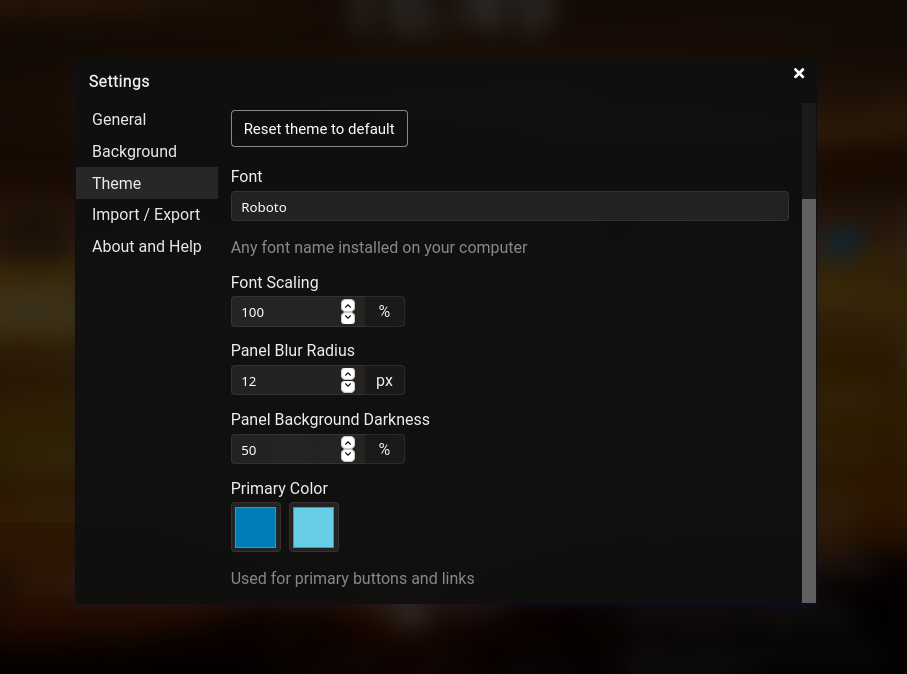 Settings
General
Background
Theme
Import / Export
About and Help
Reset theme to default
Font
Roboto
Any font name installed on your computer
Font Scaling
100 %
Panel Blur Radius
12 px
Panel Background Darkness
50 %
Primary Color
Used for primary buttons and links